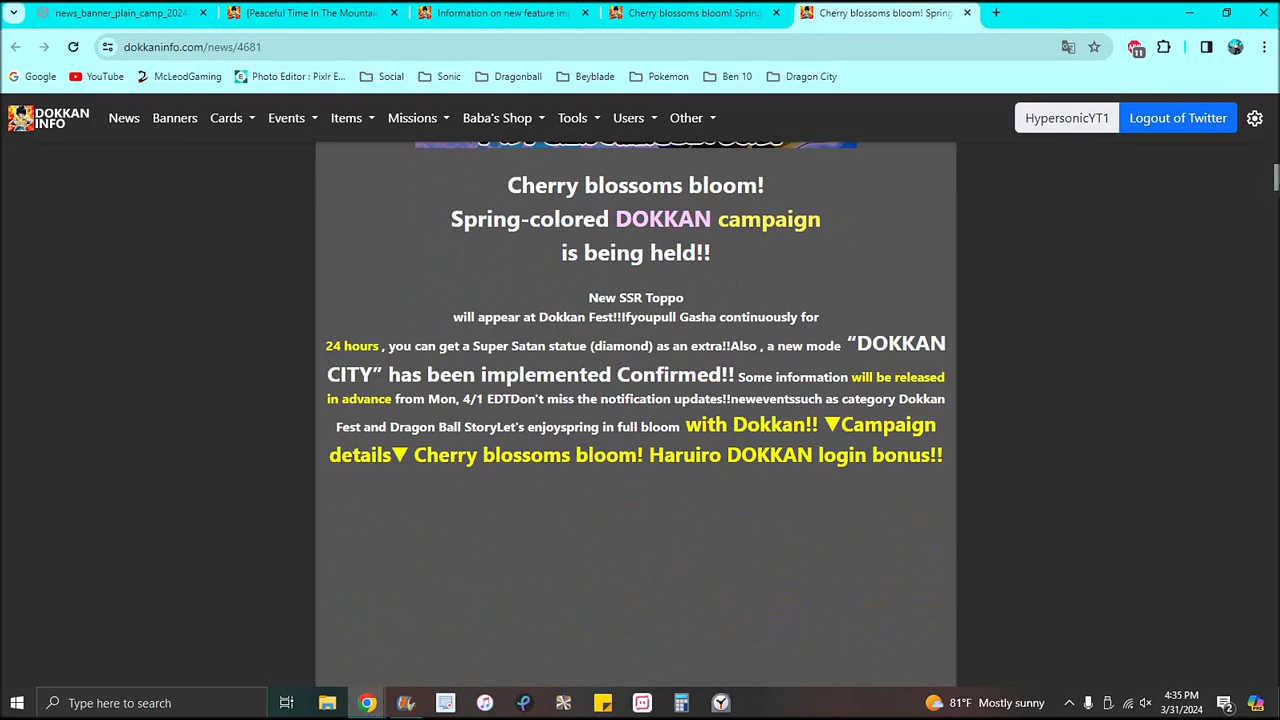 news_banner_plain_camp_2024
[Peaceful Time In The Mountain
Information on new feature imp
Cherry blossoms bloom! Spring
Cherry blossoms bloom! Spring
dokkaninfo.com/news/4681
11
Google
YouTube
McLeodGaming
Photo Editor : Pixlr E...
Social
Sonic
Dragonball
Beyblade
Pokemon
Ben 10
Dragon City
DOKKAN
INFO
News
Banners
Cards
Events
Items
Missions
Baba's Shop
Tools
Users
Other
HypersonicYT1
Logout of Twitter
Cherry blossoms bloom!
Spring-colored DOKKAN campaign
is being held!!
New SSR Toppo
will appear at Dokkan Fest!!Ifyoupull Gasha continuously for
24 hours , you can get a Super Satan statue (diamond) as an extra!!Also , a new mode “DOKKAN
CITY” has been implemented Confirmed!! Some information will be released
in advance from Mon, 4/1 EDTDon't miss the notification updates!!neweventssuch as category Dokkan
Fest and Dragon Ball StoryLet's enjoyspring in full bloom with Dokkan!! ▼Campaign
details▼ Cherry blossoms bloom! Haruiro DOKKAN login bonus!!
Type here to search
81°F Mostly sunny
4:35 PM
3/31/2024
2